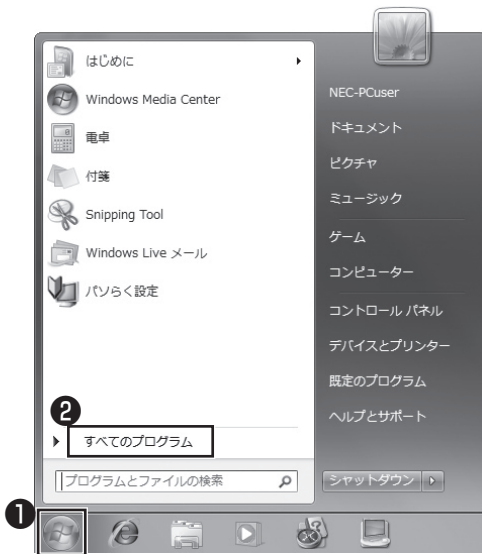 はじめに
Windows Media Center
電卓
付箋
Snipping Tool
Windows Live メール
パソらく設定
❷
すべてのプログラム
プログラムとファイルの検索
NEC-PCuser
ドキュメント
ピクチャ
ミュージック
ゲーム
コンピューター
コントロール パネル
デバイスとプリンター
既定のプログラム
ヘルプとサポート
シャットダウン
❶